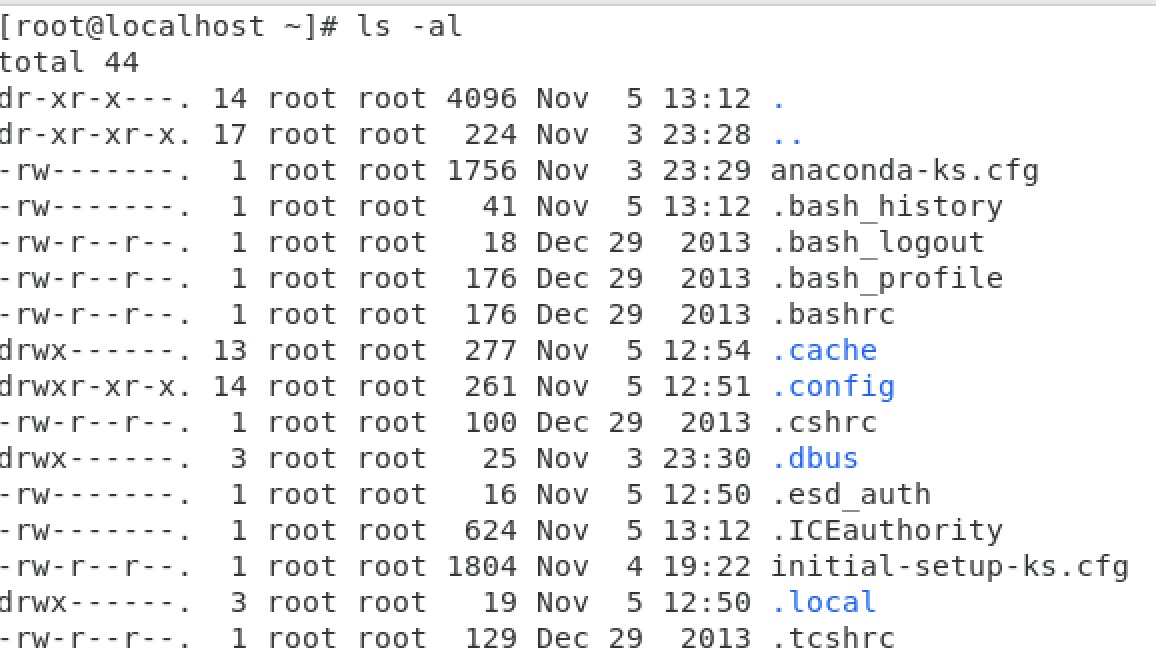 [root@localhost ~]# ls -al
total 44
dr-xr-x---. 14 root root 4096 Nov  5 13:12 .
dr-xr-xr-x. 17 root root  224 Nov  3 23:28 ..
-rw-------.  1 root root 1756 Nov  3 23:29 anaconda-ks.cfg
-rw-------.  1 root root   41 Nov  5 13:12 .bash_history
-rw-r--r--.  1 root root   18 Dec 29  2013 .bash_logout
-rw-r--r--.  1 root root  176 Dec 29  2013 .bash_profile
-rw-r--r--.  1 root root  176 Dec 29  2013 .bashrc
drwx------. 13 root root  277 Nov  5 12:54 .cache
drwxr-xr-x. 14 root root  261 Nov  5 12:51 .config
-rw-r--r--.  1 root root  100 Dec 29  2013 .cshrc
drwx------.  3 root root   25 Nov  3 23:30 .dbus
-rw-------.  1 root root   16 Nov  5 12:50 .esd_auth
-rw-------.  1 root root  624 Nov  5 13:12 .ICEauthority
-rw-r--r--.  1 root root 1804 Nov  4 19:22 initial-setup-ks.cfg
drwx------.  3 root root   19 Nov  5 12:50 .local
-rw-r--r--.  1 root root  129 Dec 29  2013 .tcshrc